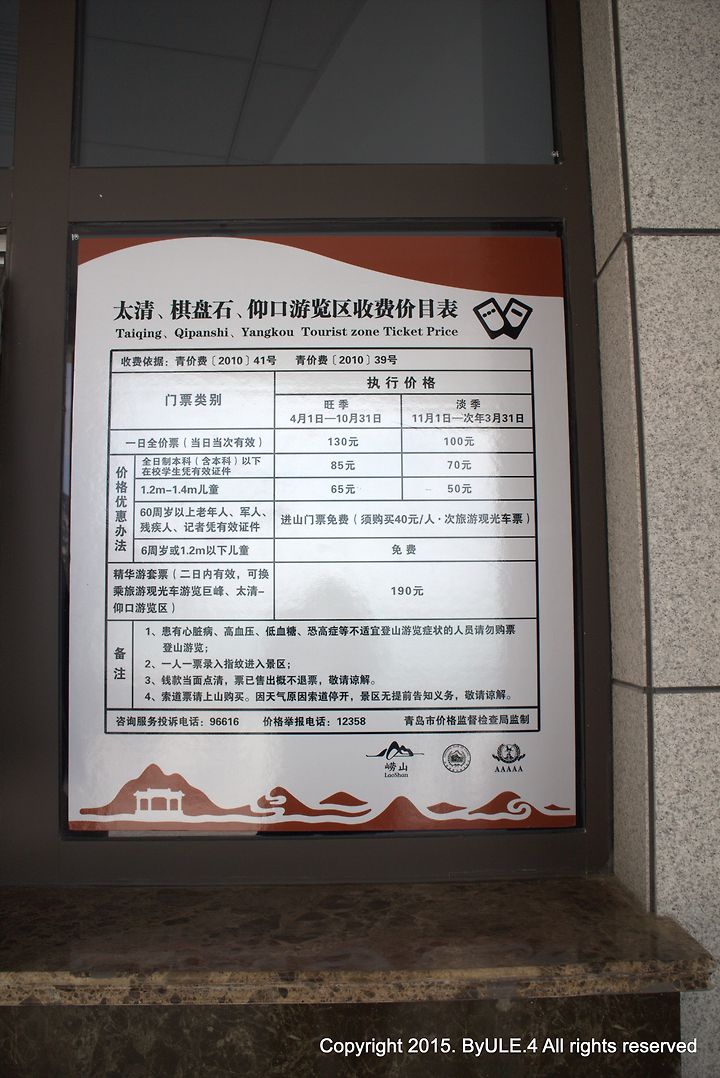 太清、棋盘石、仰口游览区收费价目表
Taiqing、Qipanshi、Yangkou Tourist zone Ticket Price
收费依据：青价费〔2010〕41号 青价费〔2010〕39号
门票类别
执行价格
旺季
4月1日—10月31日
淡季
11月1日—次年3月31日
一日全价票（当日当次有效） 130元 100元
价格优惠办法
全日制本科（含本科）以下
在校学生凭有效证件
85元 70元
1.2m-1.4m儿童 65元 50元
60周岁以上老年人、军人、
残疾人、记者凭有效证件
进山门票免费（须购买40元/人·次旅游观光车票）
6周岁或1.2m以下儿童 免费
精华游套票（二日内有效，可换
乘旅游观光车游览巨峰、太清-
仰口游览区）
190元
备注
1、患有心脏病、高血压、低血糖、恐高症等不适宜登山游览症状的人员请勿购票
登山游览；
2、一人一票录入指纹进入景区；
3、钱款当面点清，票已售出概不退票，敬请谅解。
4、索道票请上山购买。因天气原因索道停开，景区无提前告知义务，敬请谅解。
咨询服务投诉电话：96616 价格举报电话：12358 青岛市价格监督检查局监制
崂山
LaoShan
AAAAA
Copyright 2015. ByULE.4 All rights reserved